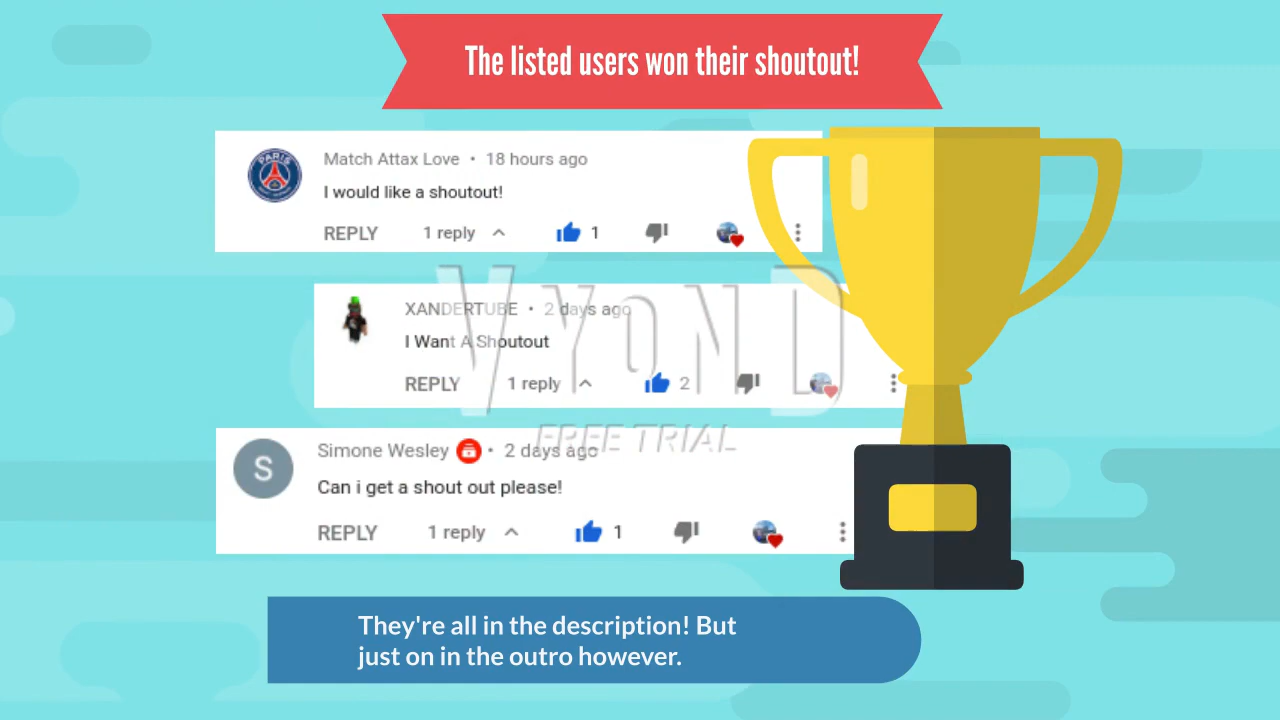 The listed users won their shoutout!
PARIS
Match Attax Love • 18 hours ago
I would like a shoutout!
REPLY 1 reply 1
XANDERTUBE • 2 days ago
I Want A Shoutout
REPLY 1 reply 2
VYOND
FREE TRIAL
S
Simone Wesley • 2 days ago
Can i get a shout out please!
REPLY 1 reply 1
They're all in the description! But
just on in the outro however.